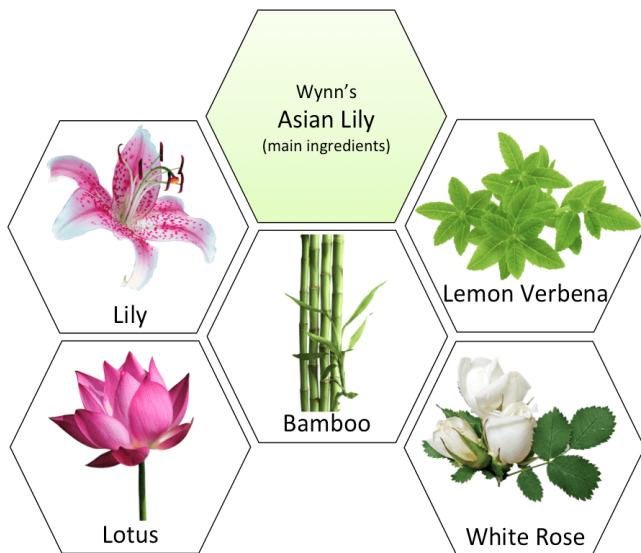 Wynn's
Asian Lily
(main ingredients)
Lily
Lemon Verbena
Bamboo
Lotus
White Rose